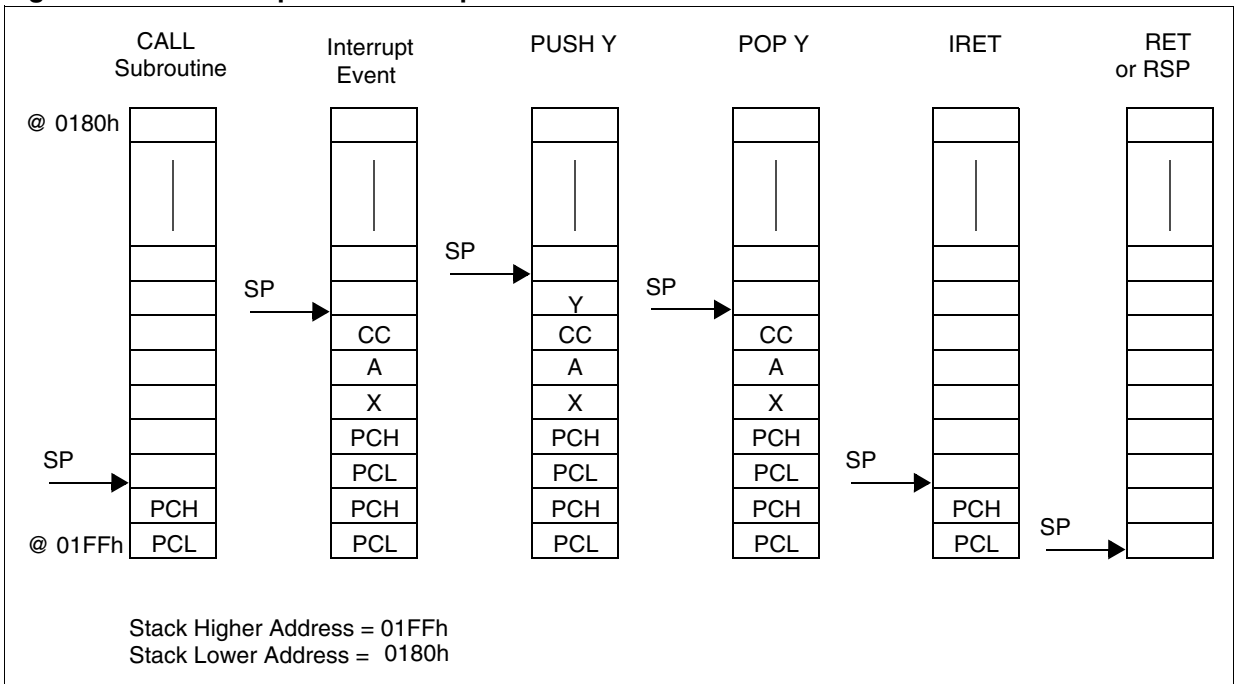 CALL
Subroutine
Interrupt
Event
PUSH Y
POP Y
IRET
RET
or RSP
@ 0180h
SP
SP
SP
Y
CC
CC
CC
A
A
A
X
X
X
PCH
PCH
PCH
SP
SP
PCL
PCL
PCL
PCH
PCH
PCH
PCH
PCH
SP
@ 01FFh
PCL
PCL
PCL
PCL
PCL
Stack Higher Address = 01FFh
Stack Lower Address = 0180h